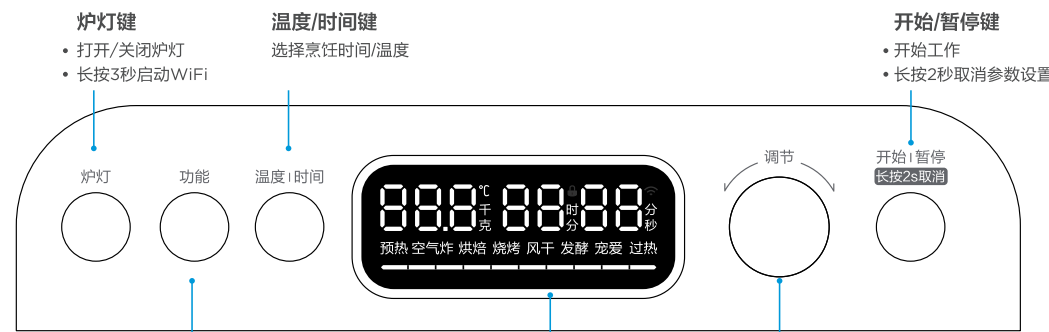 炉灯键
• 打开/关闭炉灯
• 长按3秒启动WiFi
温度/时间键
选择烹饪时间/温度
开始/暂停键
• 开始工作
• 长按2秒取消参数设置
炉灯
功能
温度 | 时间
88.8 ℃ 千克 88 时分 88 分秒
预热 空气炸 烘焙 烧烤 风干 发酵 宠爱 过热
调节
开始 | 暂停
长按2s取消